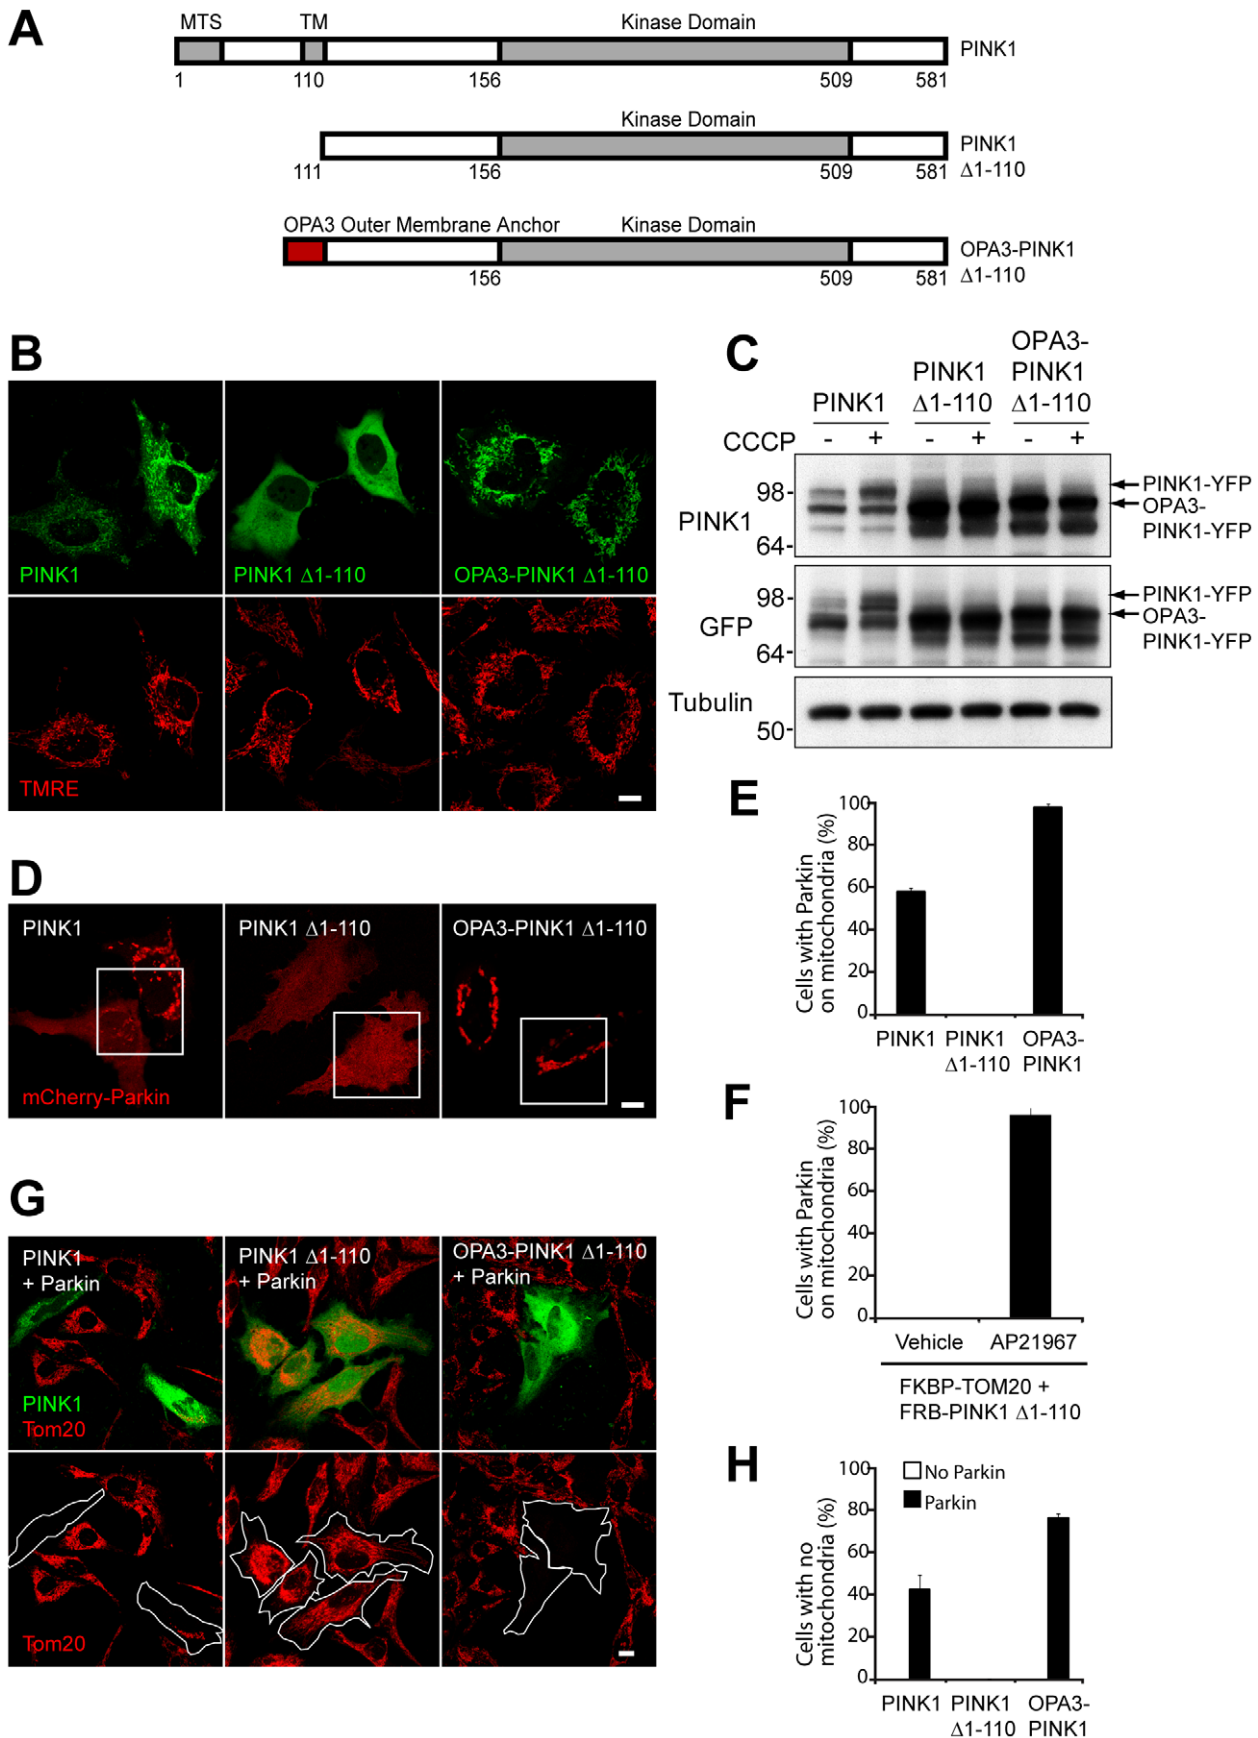 A
MTS TM Kinase Domain
PINK1
1 110 156 509 581
Kinase Domain
PINK1
Δ1-110
111 156 509 581
OPA3 Outer Membrane Anchor Kinase Domain
OPA3-PINK1
Δ1-110
156 509 581
B
PINK1 PINK1 Δ1-110 OPA3-PINK1 Δ1-110
TMRE
C
PINK1
PINK1
Δ1-110
OPA3-
PINK1
Δ1-110
CCCP - + - + - +
PINK1
98-
64-
PINK1-YFP
OPA3-
PINK1-YFP
GFP
98-
64-
PINK1-YFP
OPA3-
PINK1-YFP
Tubulin
50-
D
PINK1 PINK1 Δ1-110 OPA3-PINK1 Δ1-110
mCherry-Parkin
E
Cells with Parkin
on mitochondria (%)
100
80
60
40
20
0
PINK1
PINK1
Δ1-110
OPA3-
PINK1
F
Cells with Parkin
on mitochondria (%)
100
80
60
40
20
0
Vehicle AP21967
FKBP-TOM20 +
FRB-PINK1 Δ1-110
G
PINK1
+ Parkin
PINK1 Δ1-110
+ Parkin
OPA3-PINK1 Δ1-110
+ Parkin
PINK1
Tom20
Tom20
H
Cells with no
mitochondria (%)
100
80
60
40
20
0
No Parkin
Parkin
PINK1
PINK1
Δ1-110
OPA3-
PINK1